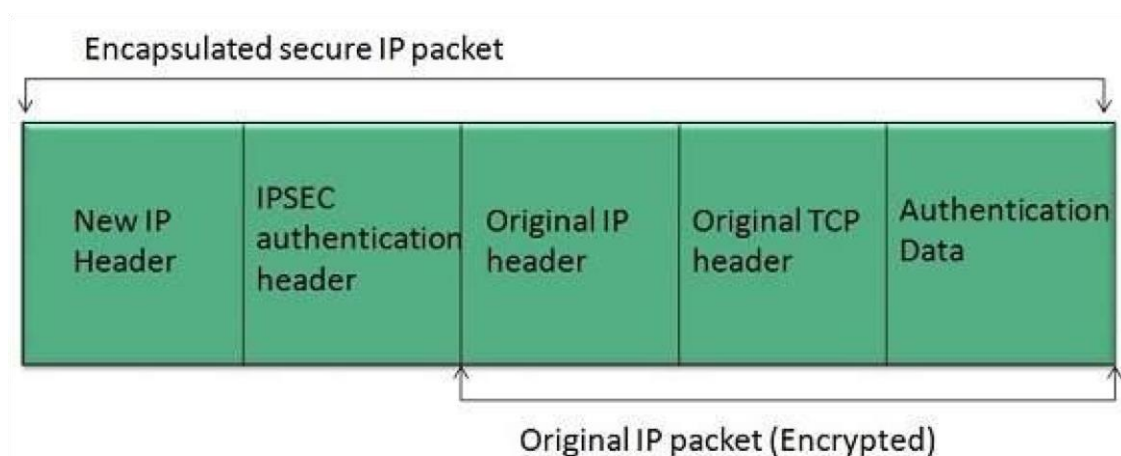 Encapsulated secure IP packet
New IP
Header
IPSEC
authentication
header
Original IP
header
Original TCP
header
Authentication
Data
Original IP packet (Encrypted)